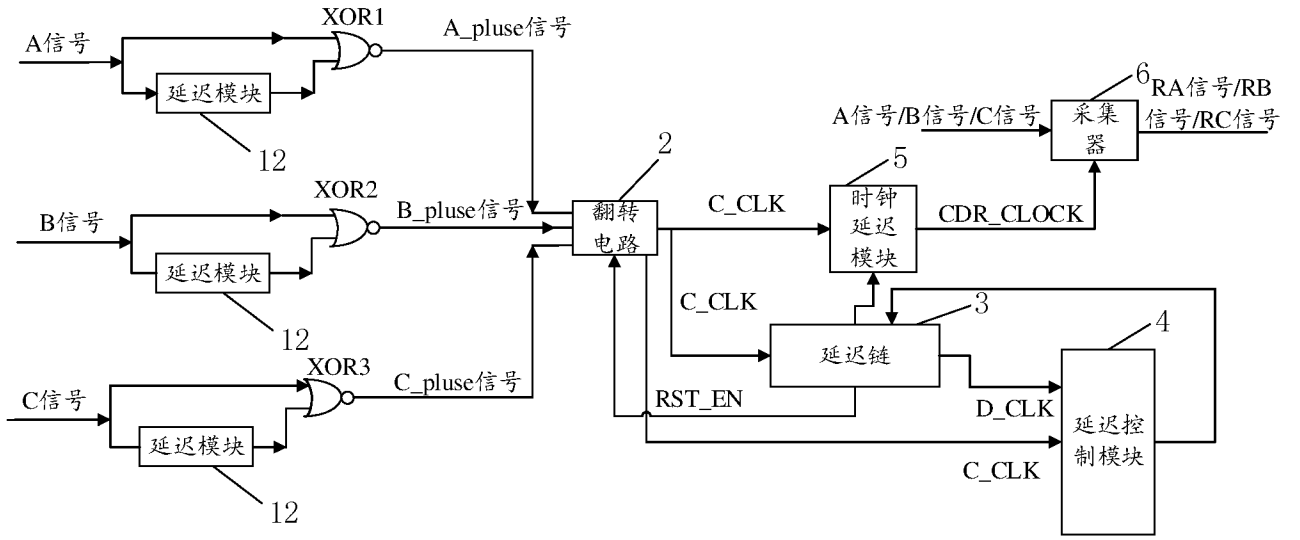 XOR1
A信号
A_pluse信号
延迟模块
12
6
RA信号/RB
信号/RC信号
A信号/B信号/C信号
采集
器
XOR2
B信号
B_pluse信号
延迟模块
12
2
翻转
电路
C_CLK
5
时钟
延迟
模块
CDR_CLOCK
C_CLK
3
延迟链
4
XOR3
C信号
C_pluse信号
延迟模块
12
RST_EN
D_CLK
C_CLK
延迟控
制模块